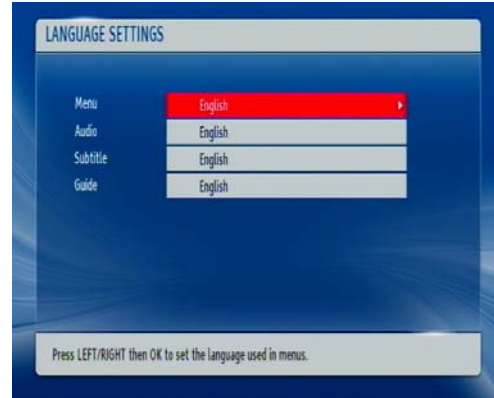 LANGUAGE SETTINGS
Menu English
Audio English
Subtitle English
Guide English
Press LEFT/RIGHT then OK to set the language used in menus.